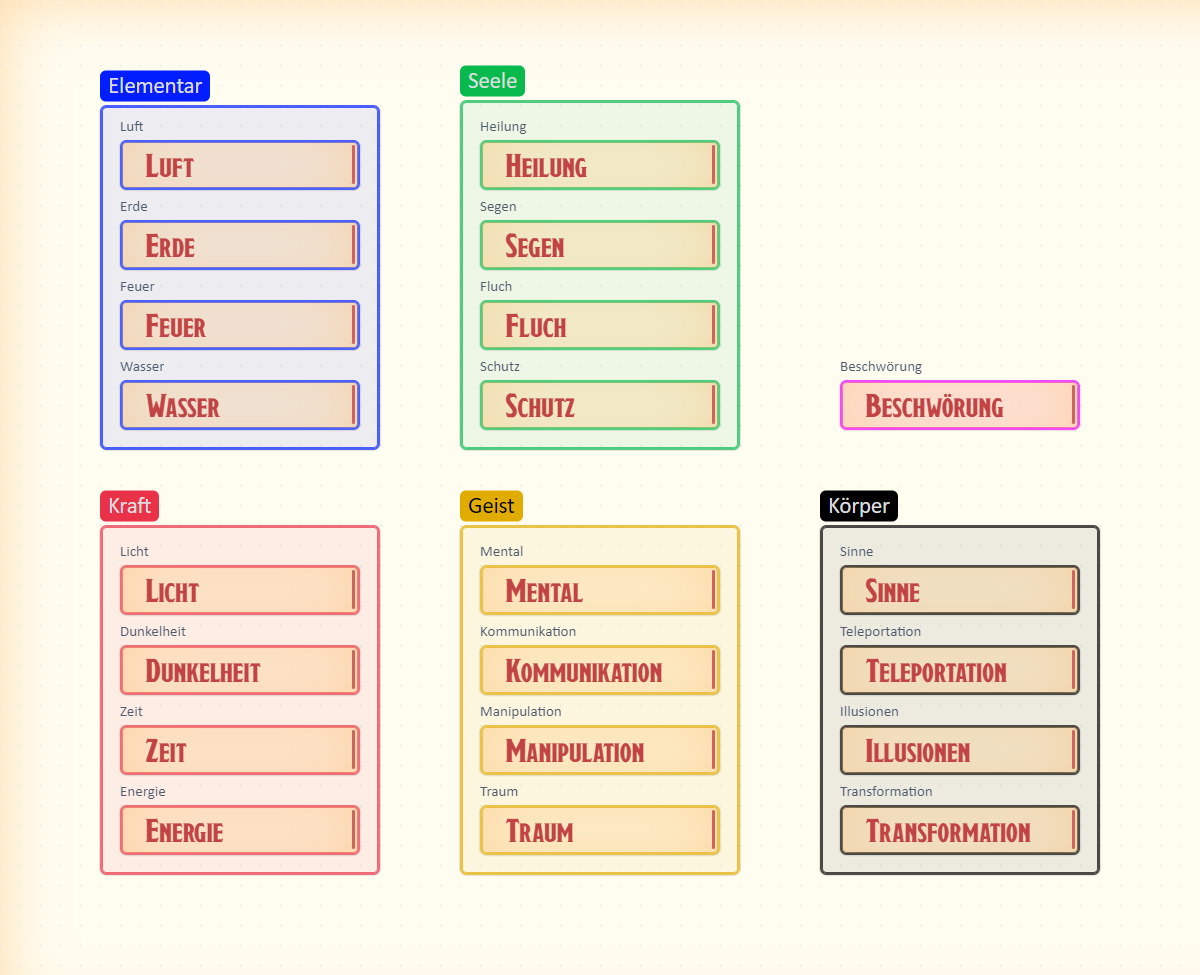 Elementar
Luft
Luft
Erde
Erde
Feuer
Feuer
Wasser
Wasser
Seele
Heilung
Heilung
Segen
Segen
Fluch
Fluch
Schutz
Schutz
Beschwörung
Beschwörung
Kraft
Licht
Licht
Dunkelheit
Dunkelheit
Zeit
Zeit
Energie
Energie
Geist
Mental
Mental
Kommunikation
Kommunikation
Manipulation
Manipulation
Traum
Traum
Körper
Sinne
Sinne
Teleportation
Teleportation
Illusionen
Illusionen
Transformation
Transformation